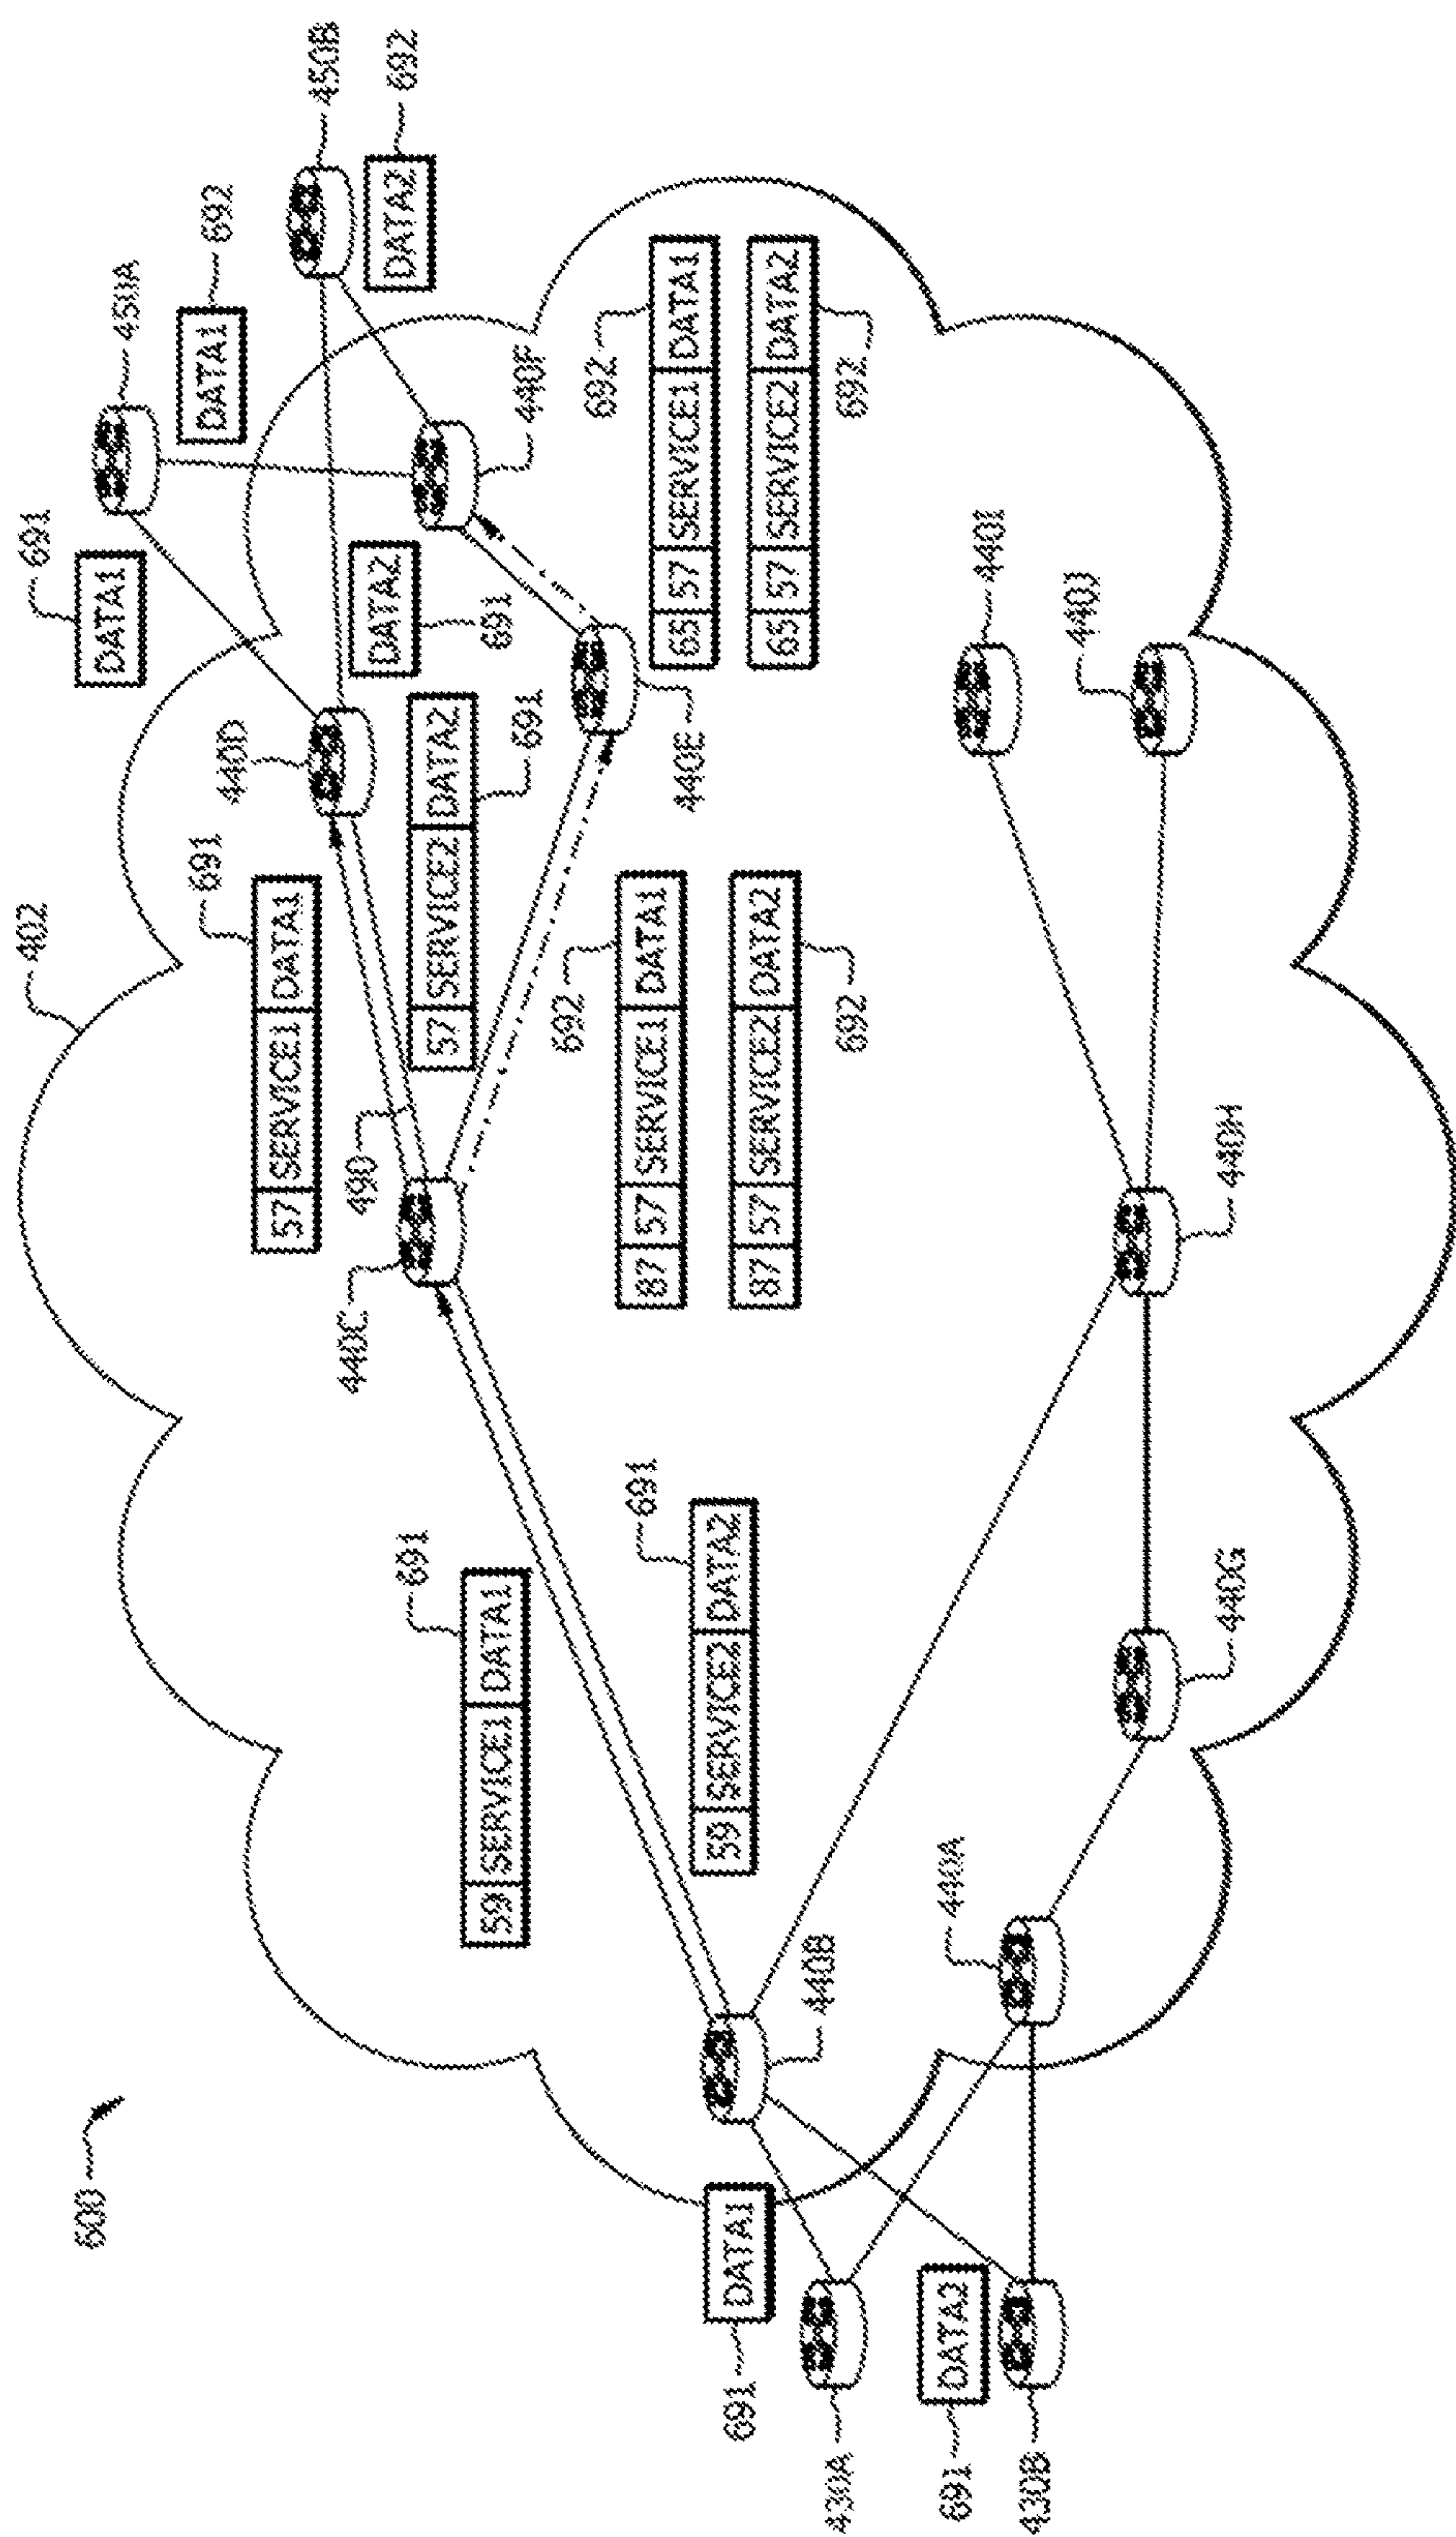 600
402
691
DATA1
450A
691
DATA1
692
440D
57 SERVICE1 DATA1
450B
440C
490
DATA2
DATA2
692
691
57 SERVICE2 DATA2
59 SERVICE1 DATA1
691
691
440F
692
692
691
87 57 SERVICE1 DATA1
440E
65 57 SERVICE1 DATA1
59 SERVICE2 DATA2
691
DATA1
87 57 SERVICE2 DATA2
65 57 SERVICE2 DATA2
440B
430A
692
692
440A
691
DATA2
440I
430B
440J
440G
440H